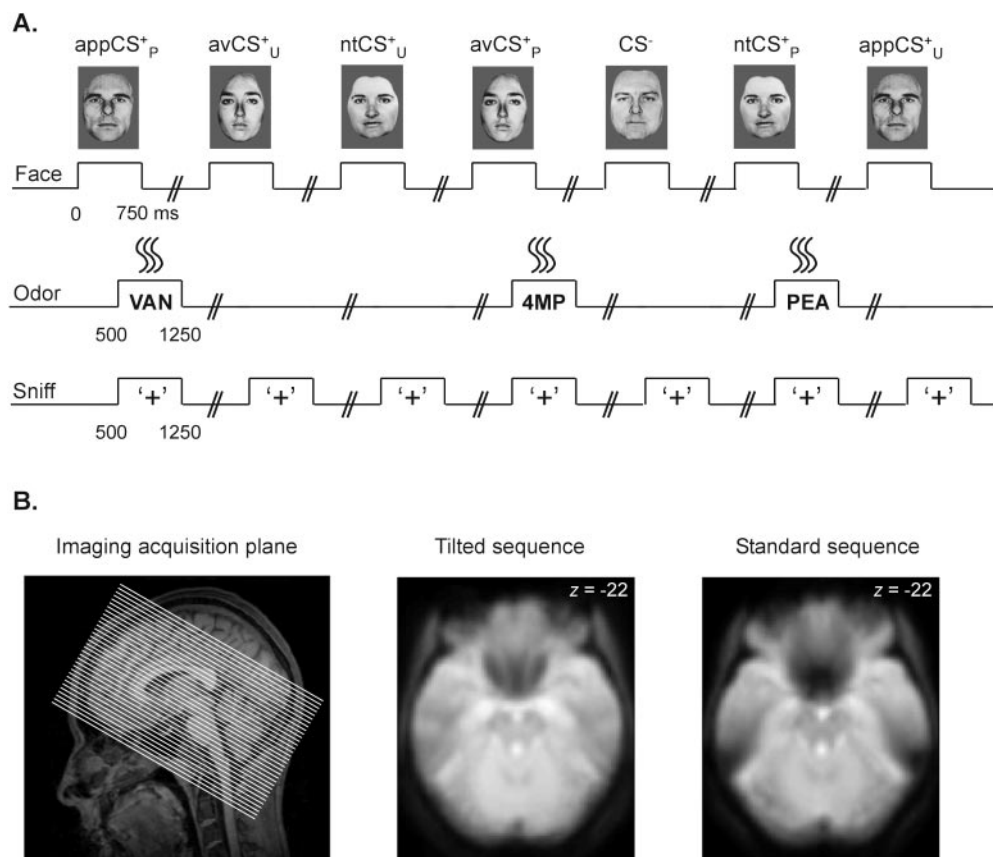 A.
appCS⁺P avCS⁺U ntCS⁺U avCS⁺P CS⁻ ntCS⁺P appCS⁺U
Face
0 750 ms
Odor VAN 4MP PEA
500 1250
Sniff ‘+’ ‘+’ ‘+’ ‘+’ ‘+’ ‘+’ ‘+’
500 1250
B.
Imaging acquisition plane Tilted sequence Standard sequence
z = -22 z = -22